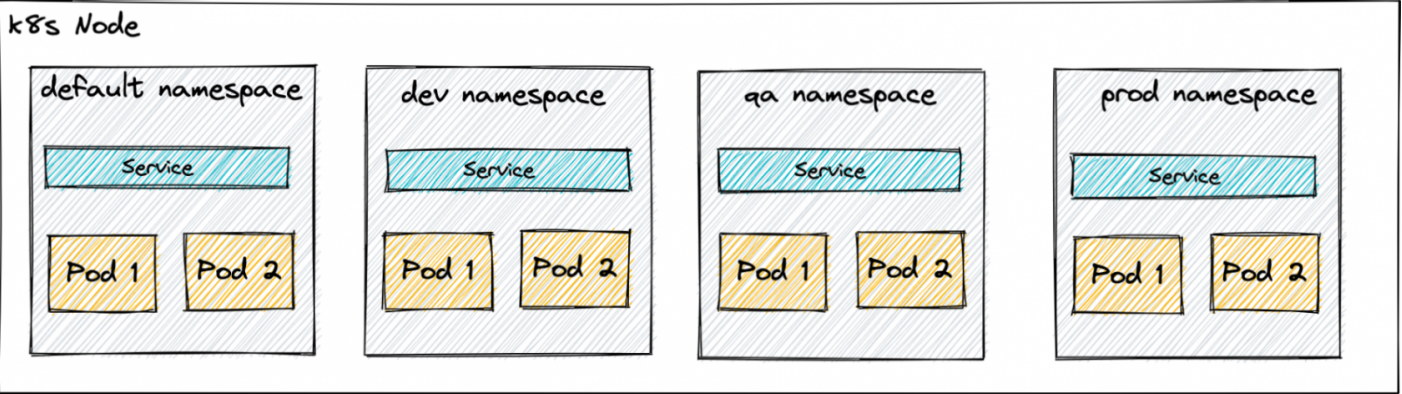 k8s Node
default namespace
Service
Pod 1
Pod 2
dev namespace
Service
Pod 1
Pod 2
qa namespace
Service
Pod 1
Pod 2
prod namespace
Service
Pod 1
Pod 2